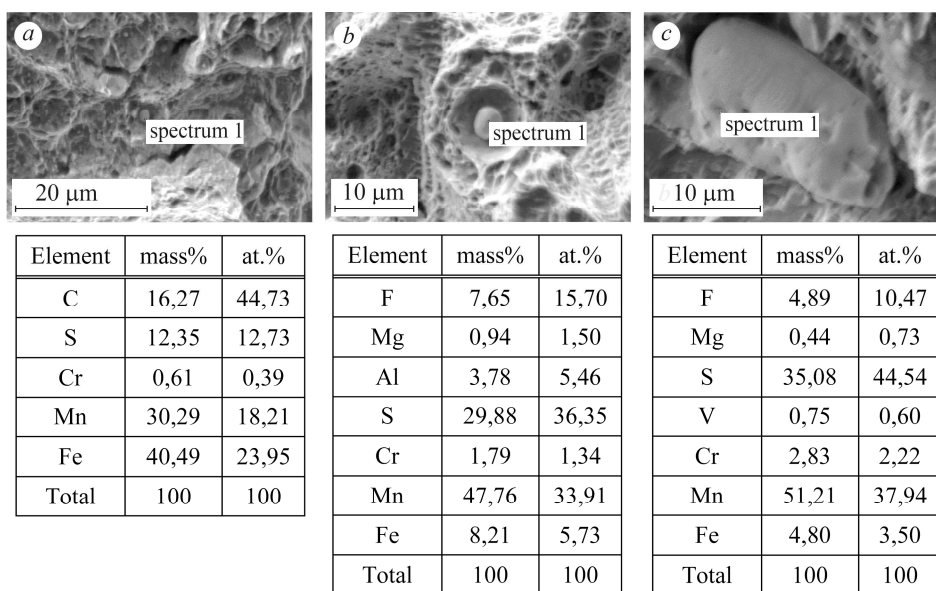 a
b
c
spectrum 1
spectrum 1
spectrum 1
20 μm
10 μm
10 μm
Element mass% at.%
C 16,27 44,73
S 12,35 12,73
Cr 0,61 0,39
Mn 30,29 18,21
Fe 40,49 23,95
Total 100 100
Element mass% at.%
F 7,65 15,70
Mg 0,94 1,50
Al 3,78 5,46
S 29,88 36,35
Cr 1,79 1,34
Mn 47,76 33,91
Fe 8,21 5,73
Total 100 100
Element mass% at.%
F 4,89 10,47
Mg 0,44 0,73
S 35,08 44,54
V 0,75 0,60
Cr 2,83 2,22
Mn 51,21 37,94
Fe 4,80 3,50
Total 100 100